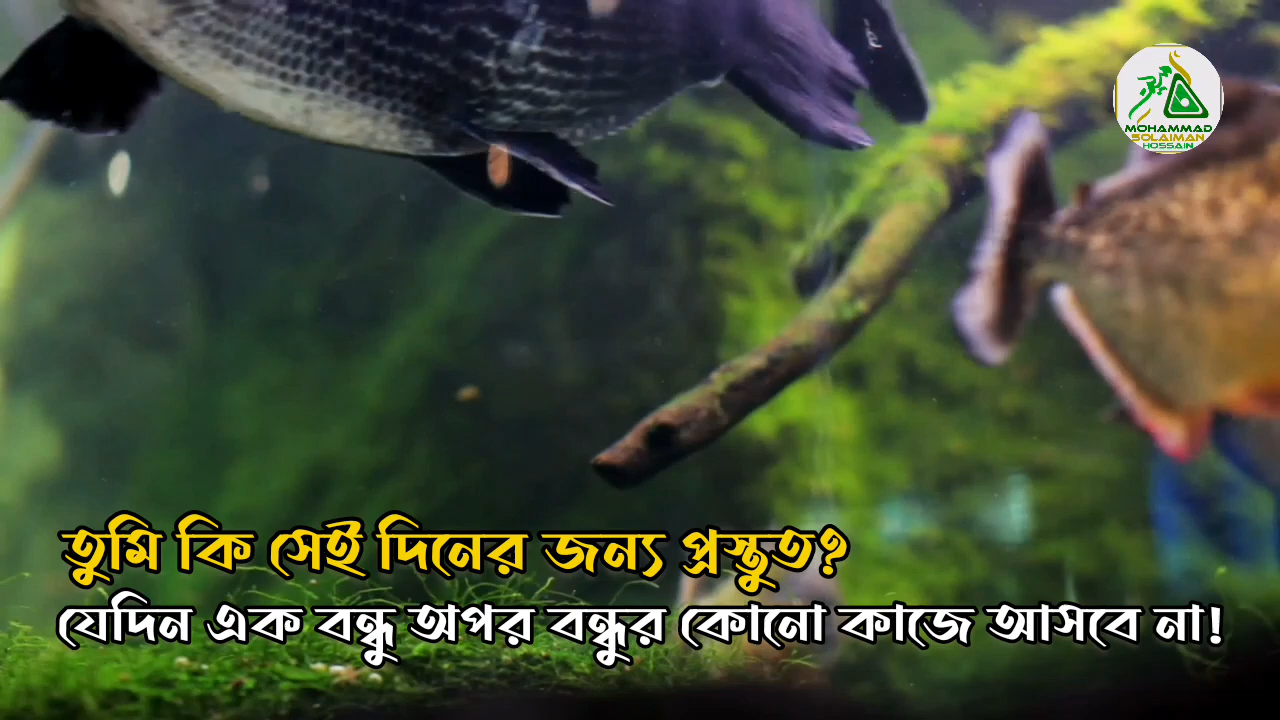 MOHAMMAD
SOLAIMAN
HOSSAIN
তুমি কি সেই দিনের জন্য প্রস্তুত?
যেদিন এক বন্ধু অপর বন্ধুর কোনো কাজে আসবে না!